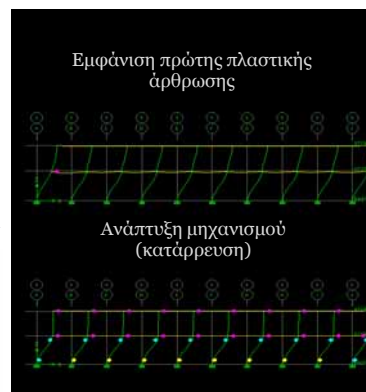 Εμφάνιση πρώτης πλαστικής
άρθρωσης
Ανάπτυξη μηχανισμού
(κατάρρευση)